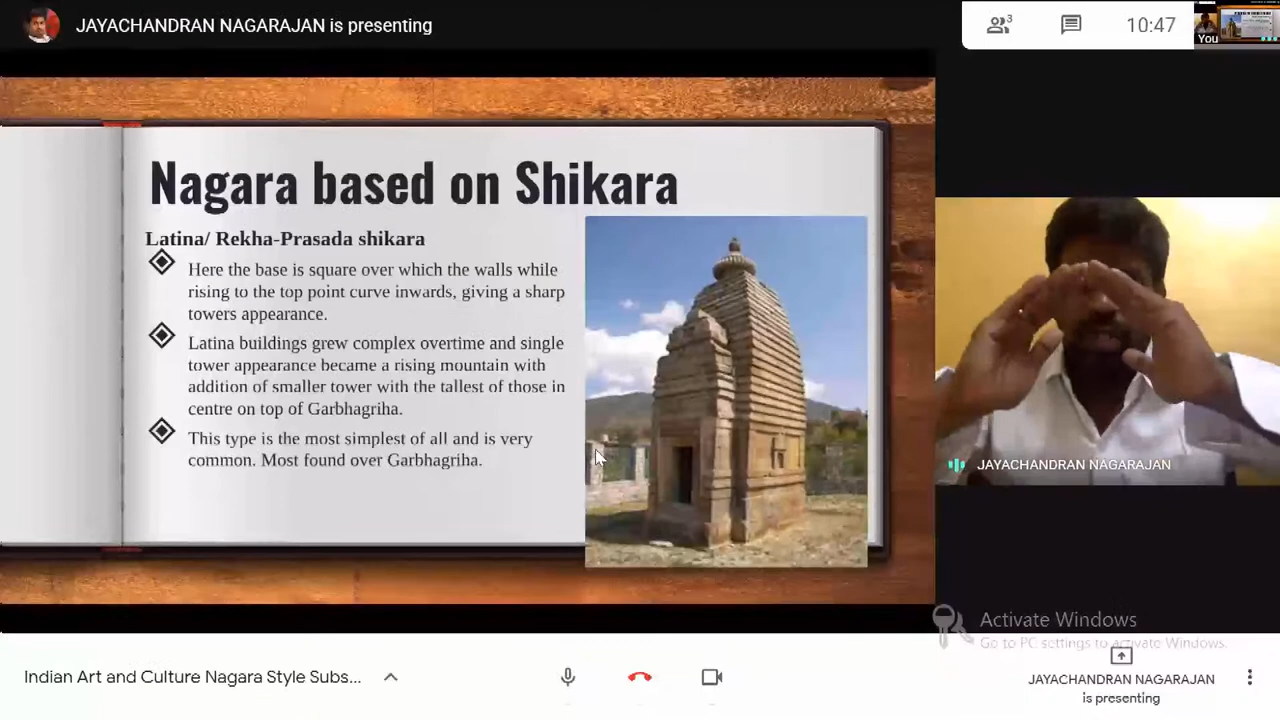 JAYACHANDRAN NAGARAJAN is presenting
3
10:47
You
Nagara based on Shikara
Latina/ Rekha-Prasada shikara
Here the base is square over which the walls while
rising to the top point curve inwards, giving a sharp
towers appearance.
Latina buildings grew complex overtime and single
tower appearance became a rising mountain with
addition of smaller tower with the tallest of those in
centre on top of Garbhagriha.
This type is the most simplest of all and is very
common. Most found over Garbhagriha.
JAYACHANDRAN NAGARAJAN
Activate Windows
Go to PC settings to activate Windows.
Indian Art and Culture Nagara Style Subs...
JAYACHANDRAN NAGARAJAN
is presenting